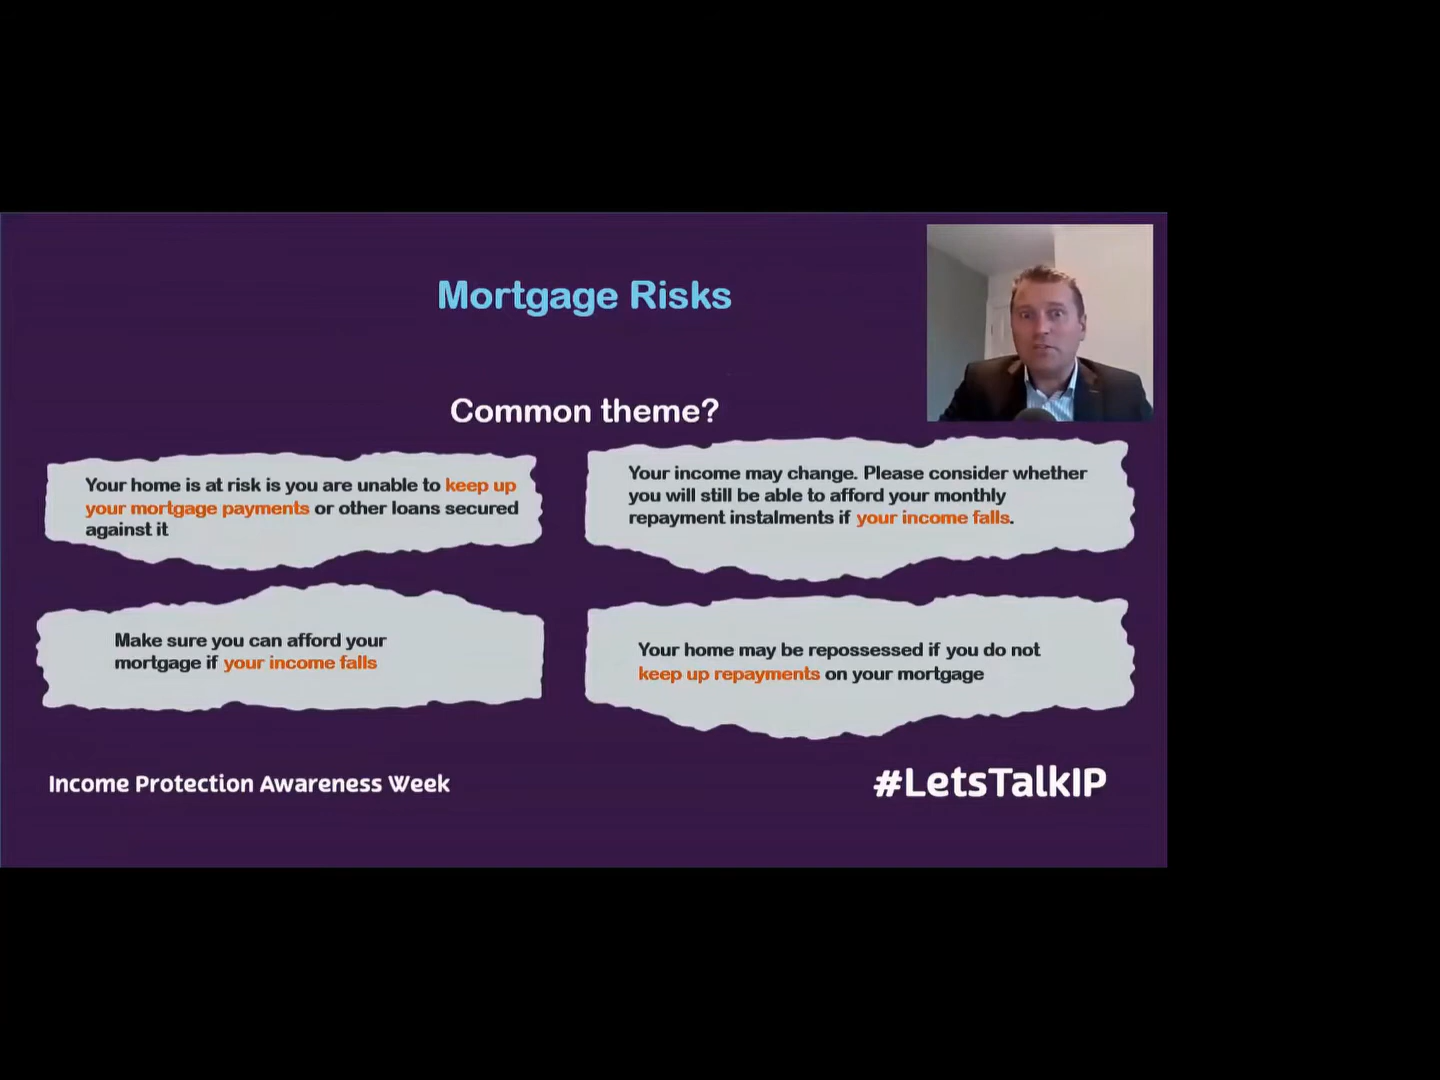 Mortgage Risks
Common theme?
Your home is at risk is you are unable to keep up
your mortgage payments or other loans secured
against it
Your income may change. Please consider whether
you will still be able to afford your monthly
repayment instalments if your income falls.
Make sure you can afford your
mortgage if your income falls
Your home may be repossessed if you do not
keep up repayments on your mortgage
Income Protection Awareness Week
#LetsTalkIP